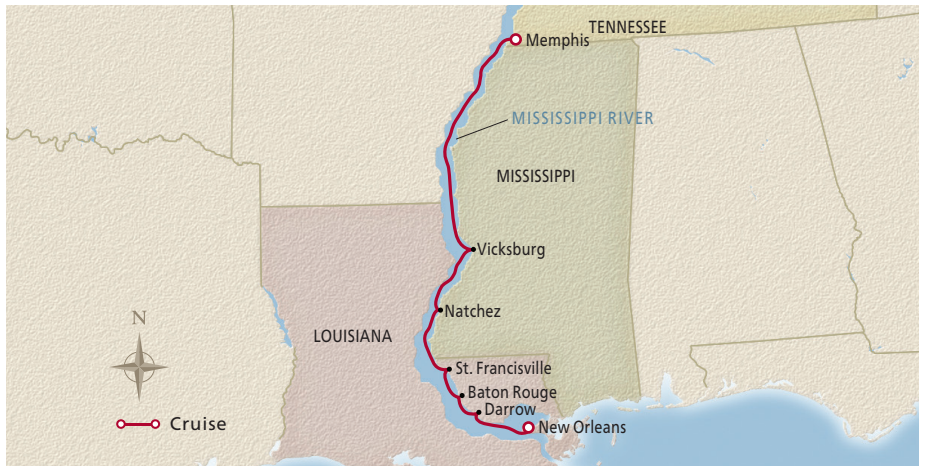 TENNESSEE
Memphis
MISSISSIPPI RIVER
MISSISSIPPI
Vicksburg
Natchez
N
LOUISIANA
St. Francisville
Baton Rouge
Darrow
Cruise
New Orleans